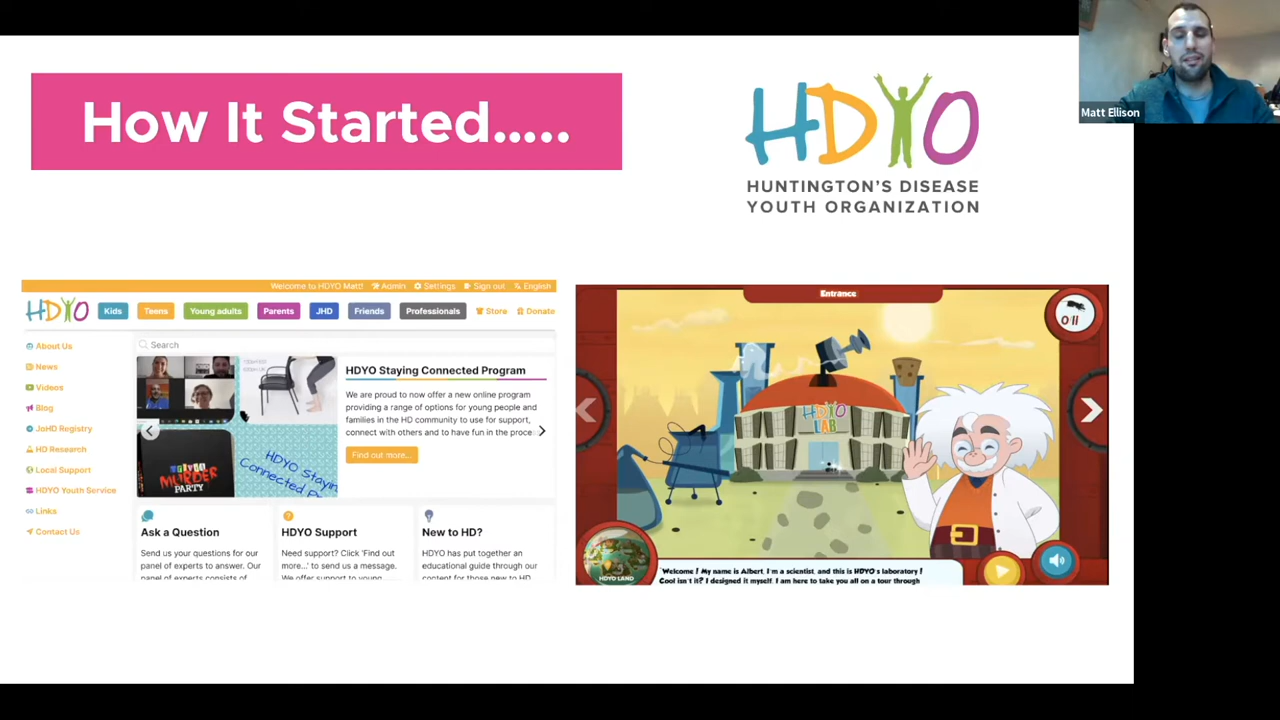 How It Started.....
HDYO
HUNTINGTON'S DISEASE
YOUTH ORGANIZATION
Matt Ellison
Welcome to HDYO Matt! Admin Settings Sign out English
HDYO Kids Teens Young adults Parents JHD Friends Professionals Store Donate
About Us
News
Videos
Blog
JoHD Registry
HD Research
Local Support
HDYO Youth Service
Links
Contact Us
Search
MURDER
PARTY
HDYO Stayin
Connected P
HDYO Staying Connected Program
We are proud to now offer a new online program
providing a range of options for young people and
families in the HD community to use for support,
connect with others and to have fun in the proce
Find out more...
Ask a Question
Send us your questions for our
panel of experts to answer. Our
panel of experts consists of
HDYO Support
Need support? Click 'Find out
more...' to send us a message.
We offer support to young
New to HD?
HDYO has put together an
educational guide through our
content for those new to HD
Entrance
0/11
HDYO
LAB
HDYO LAND
Welcome! My name is Albert, I'm a scientist, and this is HDYO's laboratory!
Cool isn't it? I designed it myself. I am here to take you all on a tour through